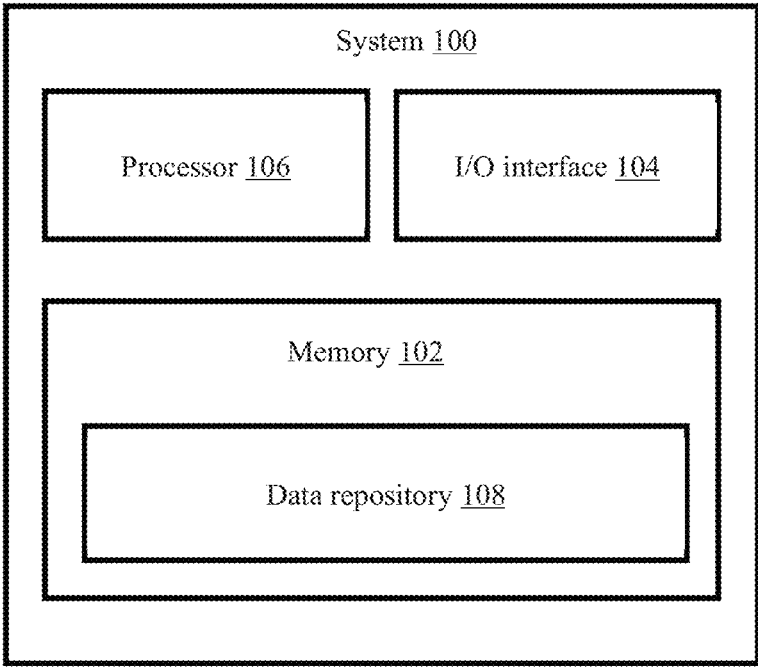 System 100
Processor 106
I/O interface 104
Memory 102
Data repository 108